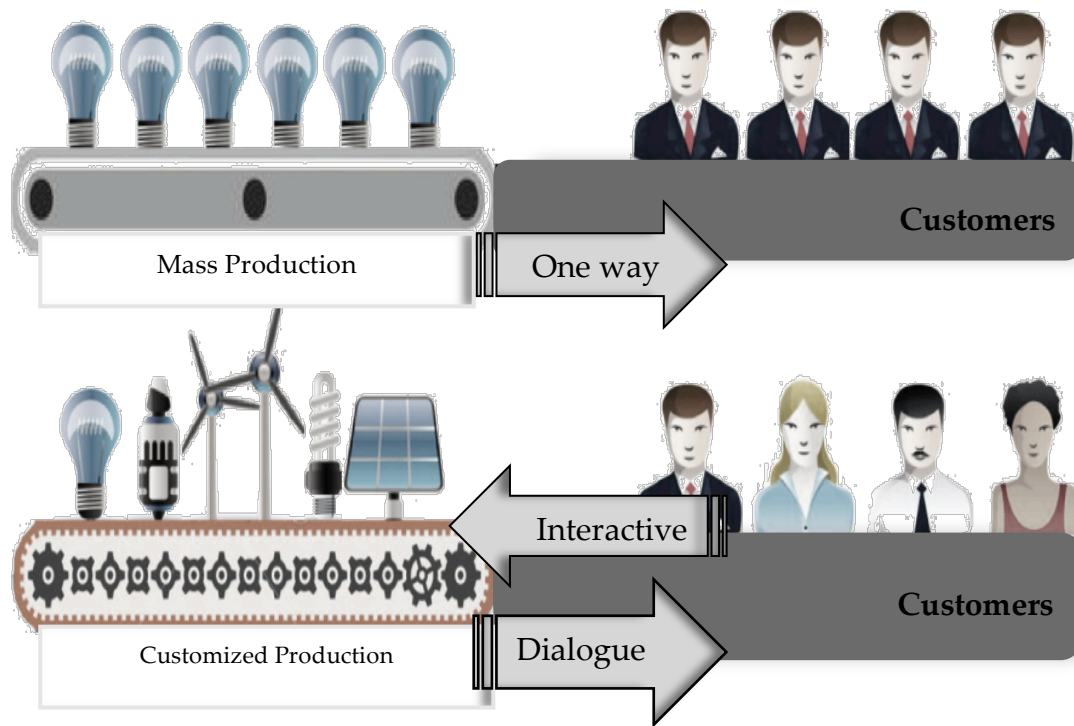 Customers
Mass Production
One way
Interactive
Customers
Customized Production
Dialogue